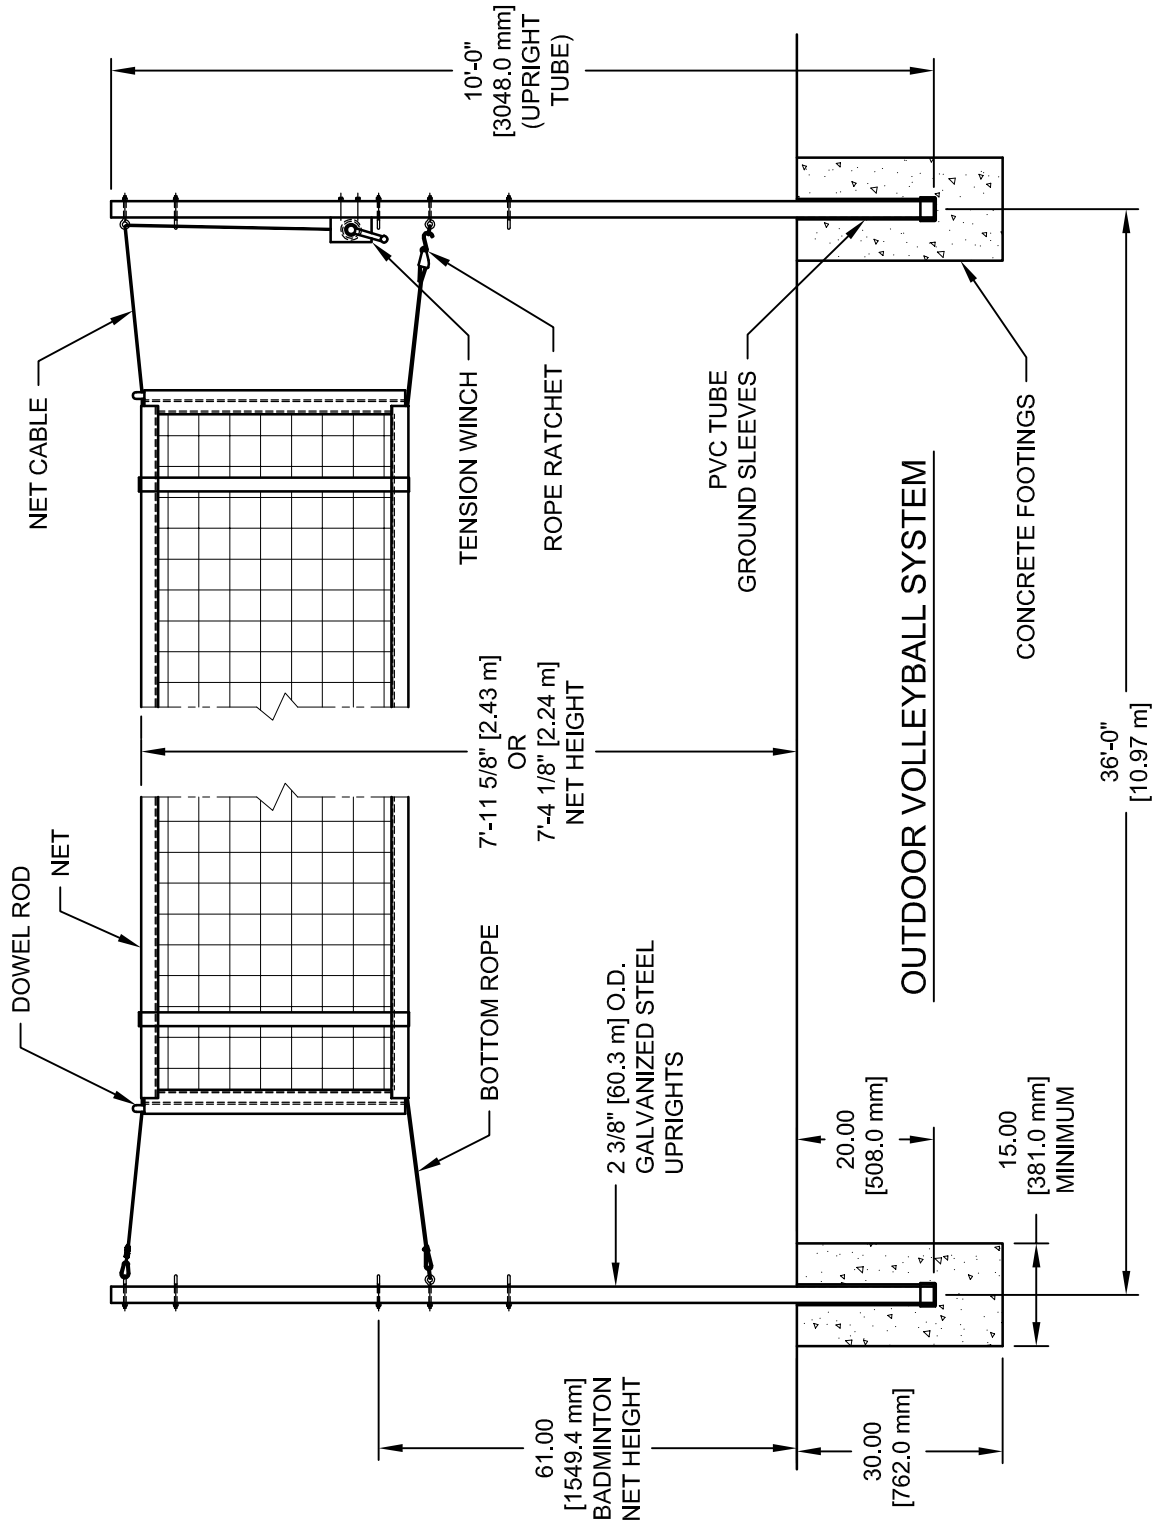 DOWEL ROD
NET
NET CABLE
10'-0"
[3048.0 mm]
(UPRIGHT
TUBE)
BOTTOM ROPE
7'-11 5/8" [2.43 m]
OR
7'-4 1/8" [2.24 m]
NET HEIGHT
TENSION WINCH
ROPE RATCHET
61.00
[1549.4 mm]
BADMINTON
NET HEIGHT
2 3/8" [60.3 m] O.D.
GALVANIZED STEEL
UPRIGHTS
PVC TUBE
GROUND SLEEVES
30.00
[762.0 mm]
20.00
[508.0 mm]
OUTDOOR VOLLEYBALL SYSTEM
15.00
[381.0 mm]
MINIMUM
CONCRETE FOOTINGS
36'-0"
[10.97 m]